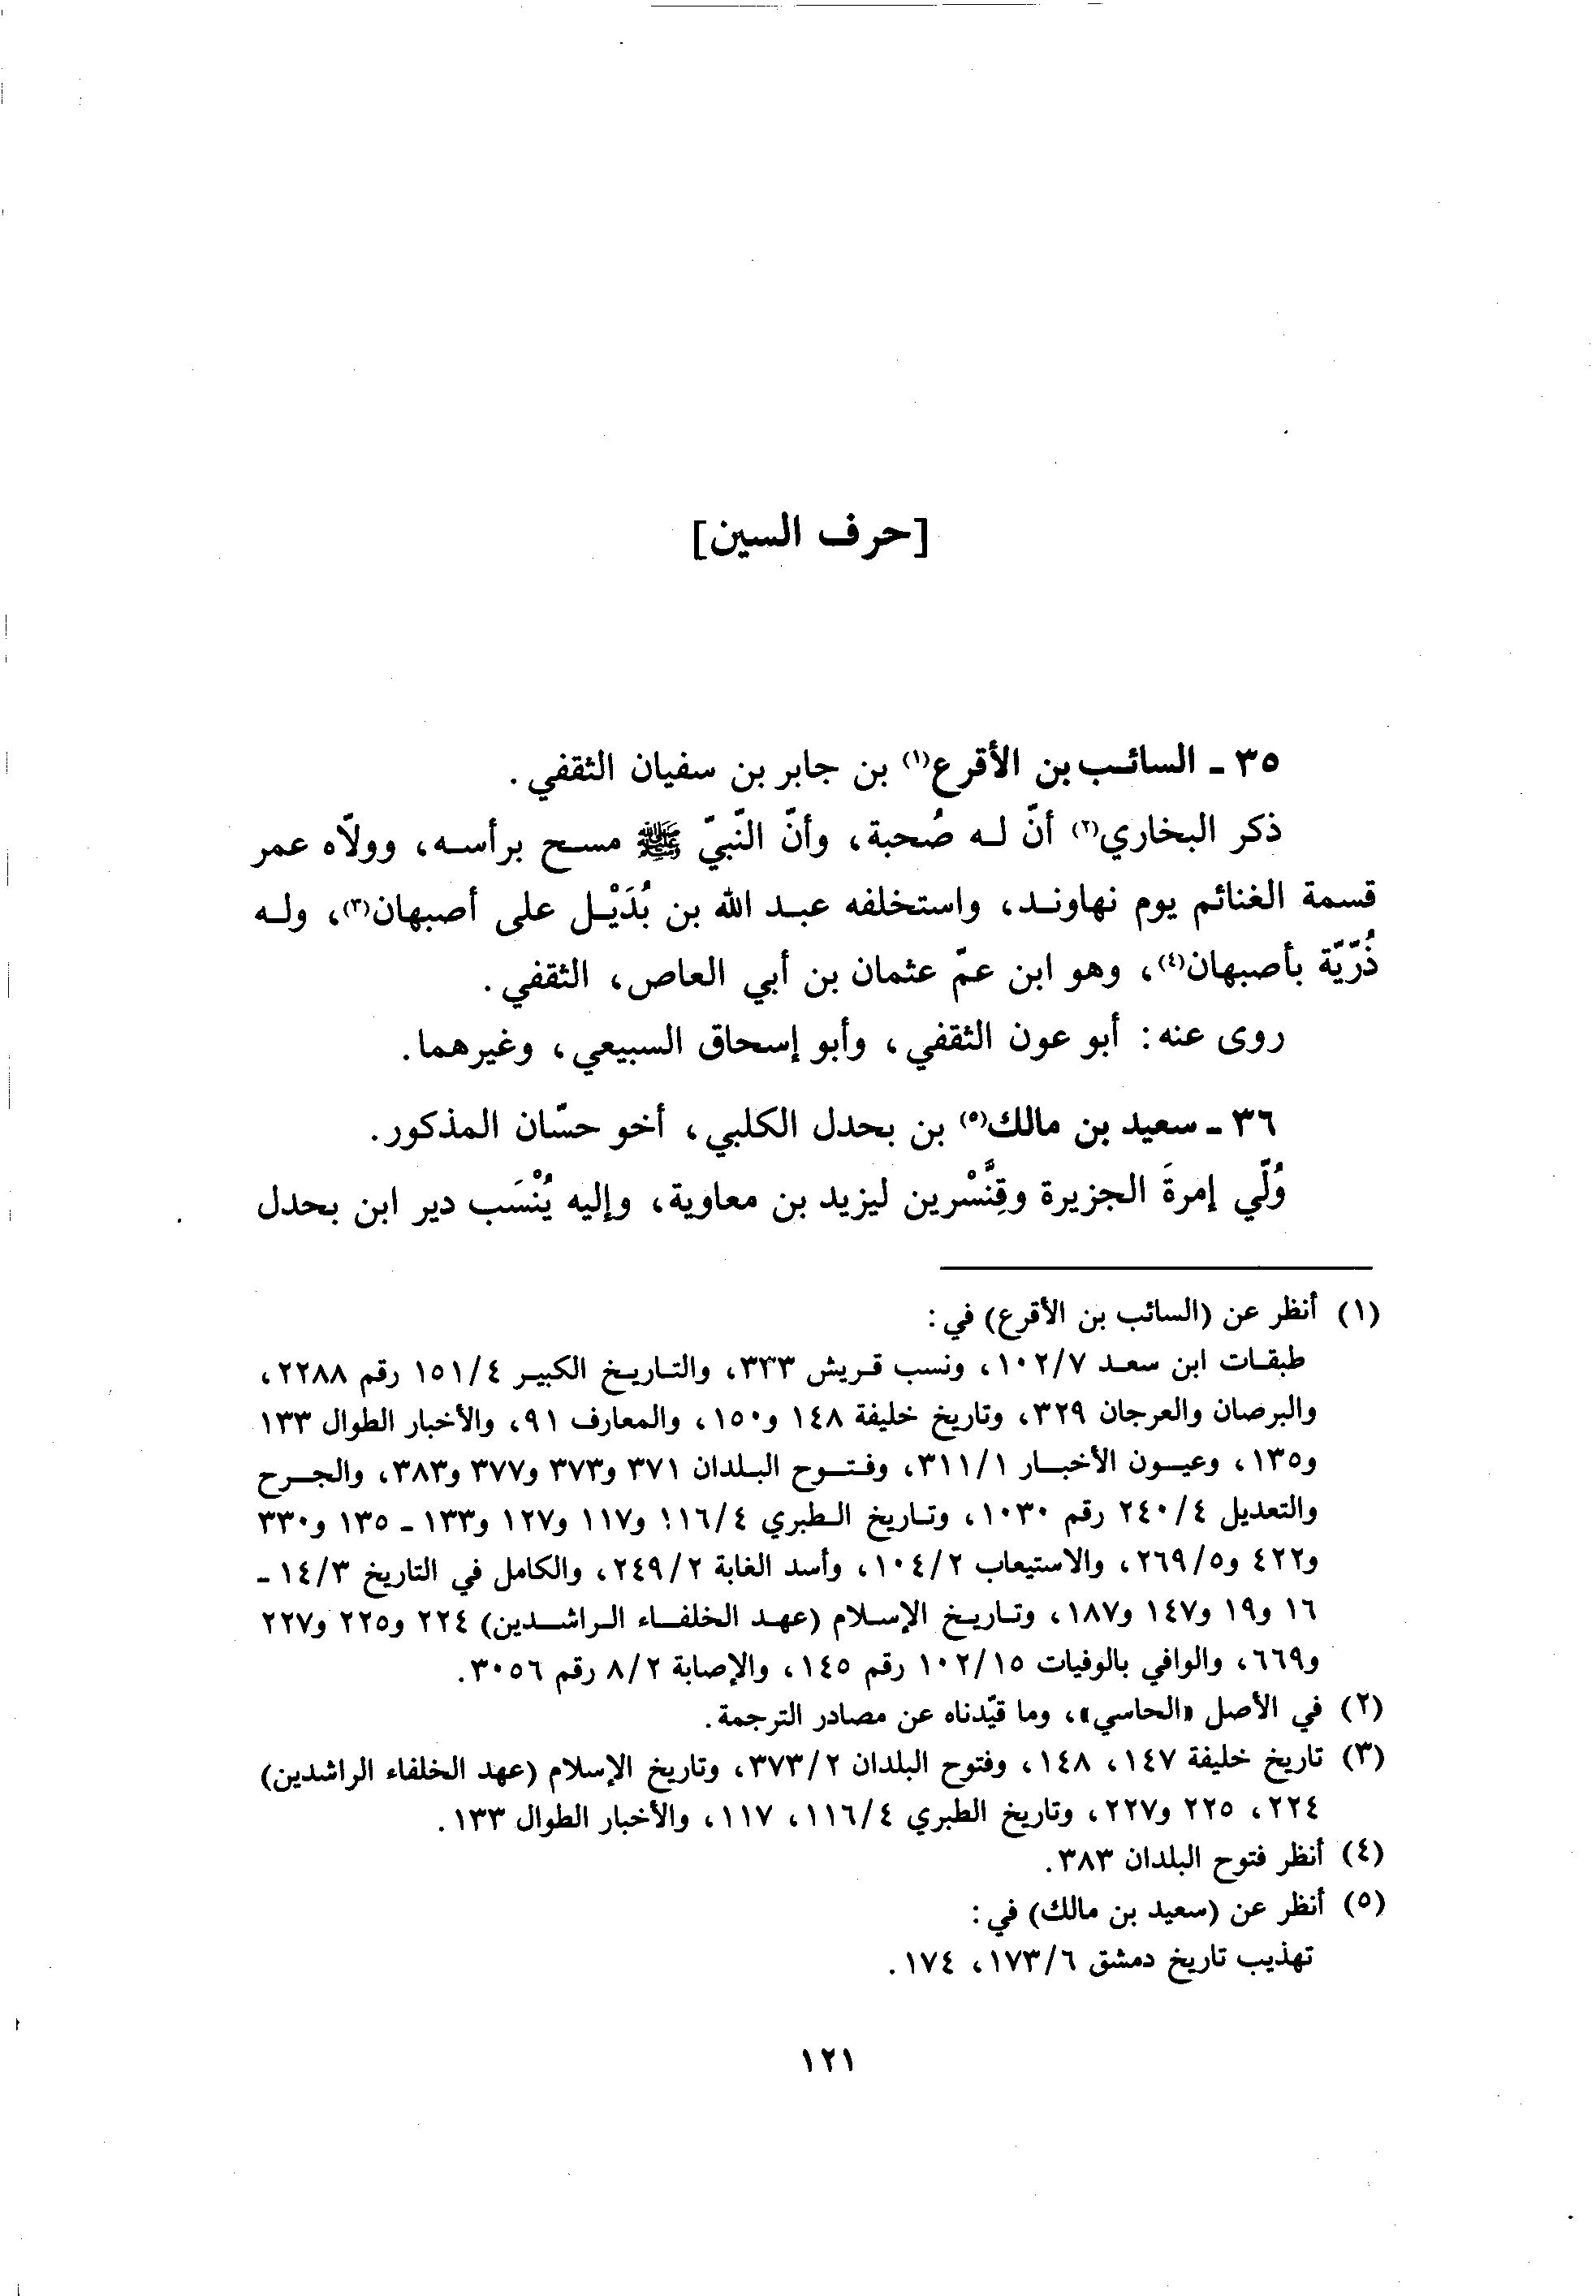 [حرف السين]
٣٥ - السائب بن الأقرع(١) بن جابر بن سفيان الثقفي.
ذكر البخاري(٢) أنّ له صُحبة، وأنّ النّبيّ ﷺ مسح برأسه، وولّاه عمر
قسمة الغنائم يوم نهاوند، واستخلفه عبد الله بن بُدَيْل على أصبهان(٣)، وله
ذُرّيّة بأصبهان(٤)، وهو ابن عمّ عثمان بن أبي العاص، الثقفي.
روى عنه: أبو عون الثقفي، وأبو إسحاق السبيعي، وغيرهما.
٣٦ - سعيد بن مالك(٥) بن بحدل الكلبي، أخو حسّان المذكور.
وُلّي إمرةَ الجزيرة وقِنَّسْرين ليزيد بن معاوية، وإليه يُنْسَب دير ابن بحدل
(١) أنظر عن (السائب بن الأقرع) في:
طبقات ابن سعد ١٠٢/٧، ونسب قريش ٣٣٣، والتاريخ الكبير ١٥١/٤ رقم ٢٢٨٨،
والبرصان والعرجان ٣٢٩، وتاريخ خليفة ١٤٨ و١٥٠، والمعارف ٩١، والأخبار الطوال ١٣٣
و١٣٥، وعيون الأخبار ٣١١/١، وفتوح البلدان ٣٧١ و٣٧٣ و٣٧٧ و٣٨٣، والجرح
والتعديل ٢٤٠/٤ رقم ١٠٣٠، وتاريخ الطبري ١١٦/٤ و١١٧ و١٢٧ و١٣٣ - ١٣٥ و٣٣٠
و٤٢٢ و٢٦٩/٥، والاستيعاب ١٠٤/٢، وأسد الغابة ٢٤٩/٢، والكامل في التاريخ ١٤/٣ -
١٦ و١٩ و١٤٧ و١٨٧، وتاريخ الإسلام (عهد الخلفاء الراشدين) ٢٢٤ و٢٢٥ و٢٢٧
و٦٦٩، والوافي بالوفيات ١٠٢/١٥ رقم ١٤٥، والإصابة ٨/٢ رقم ٣٠٥٦.
(٢) في الأصل «الحاسي»، وما قيّدناه عن مصادر الترجمة.
(٣) تاريخ خليفة ١٤٧، ١٤٨، وفتوح البلدان ٣٧٣/٢، وتاريخ الإسلام (عهد الخلفاء الراشدين)
٢٢٤، ٢٢٥ و٢٢٧، وتاريخ الطبري ١١٦/٤، ١١٧، والأخبار الطوال ١٣٣.
(٤) أنظر فتوح البلدان ٣٨٣.
(٥) أنظر عن (سعيد بن مالك) في:
تهذيب تاريخ دمشق ١٧٣/٦، ١٧٤.
١٢١